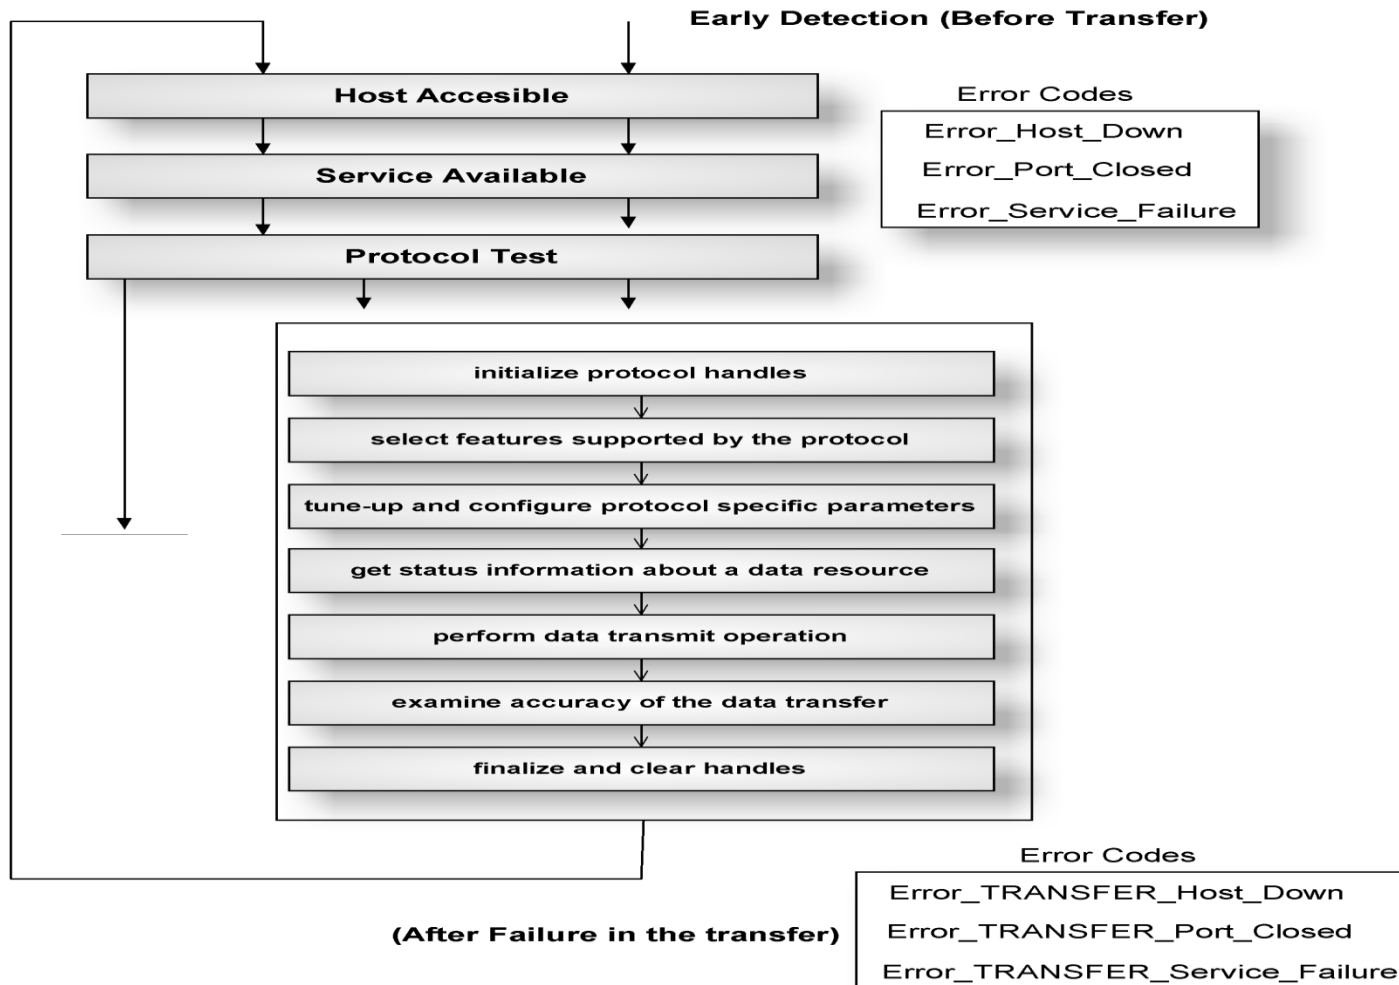 Early Detection (Before Transfer)
Host Accesible
Error Codes
Error_Host_Down
Error_Port_Closed
Error_Service_Failure
Service Available
Protocol Test
initialize protocol handles
select features supported by the protocol
tune-up and configure protocol specific parameters
get status information about a data resource
perform data transmit operation
examine accuracy of the data transfer
finalize and clear handles
Error Codes
Error_TRANSFER_Host_Down
Error_TRANSFER_Port_Closed
Error_TRANSFER_Service_Failure
(After Failure in the transfer)